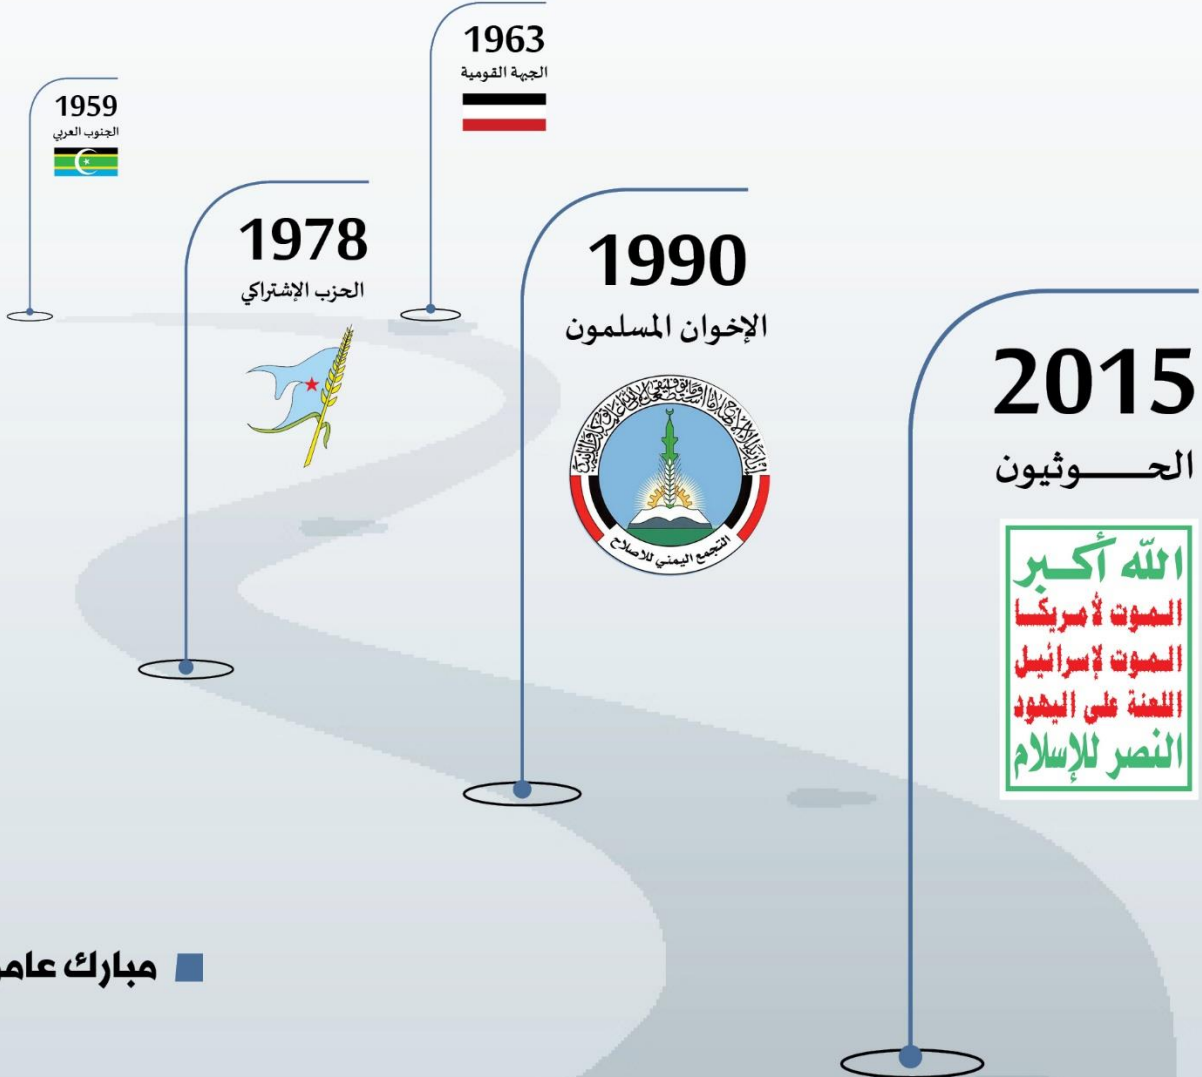 1959
الجنوب العربي
1963
الجبهة القومية
1978
الحزب الإشتراكي
1990
الإخوان المسلمون
التجمع اليمني للاصلاح
2015
الحـــــوثيون
الله أكبر
الموت لأمريكا
الموت لإسرائيل
اللعنة على اليهود
النصر للإسلام
مبارك